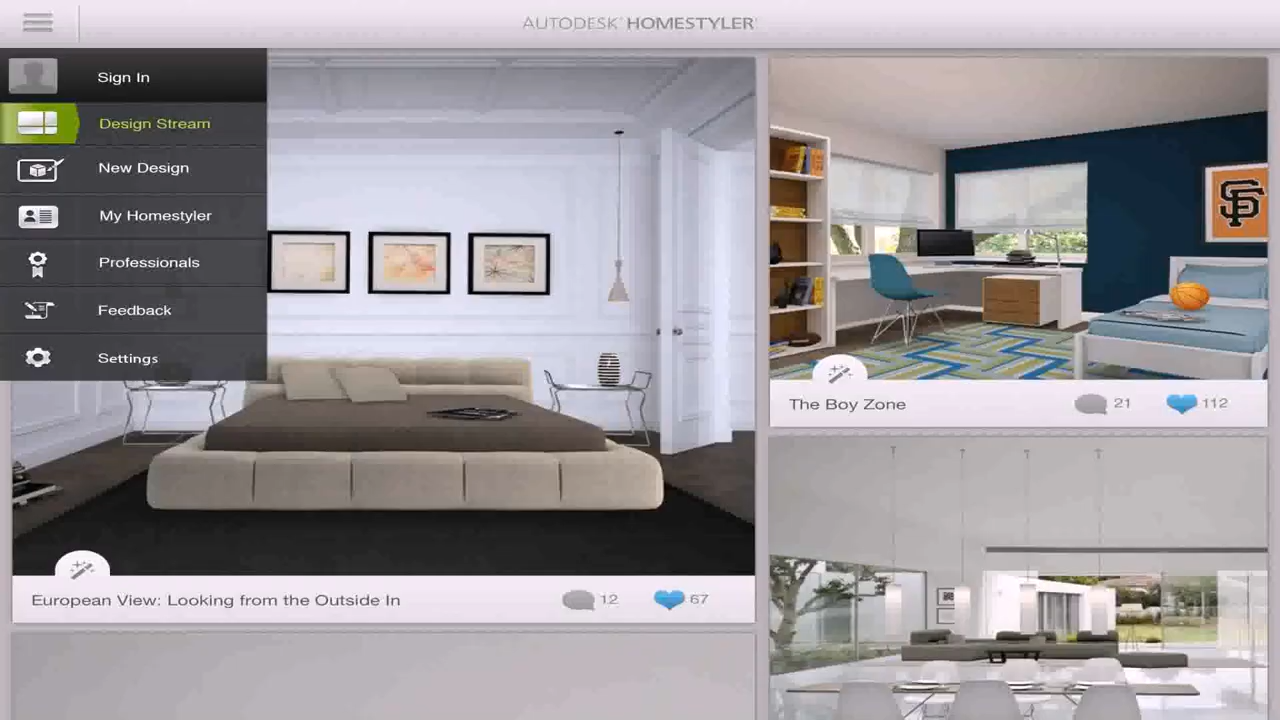 AUTODESK® HOMESTYLER®
Sign In
Design Stream
New Design
My Homestyler
Professionals
Feedback
Settings
SF
The Boy Zone
21
112
European View: Looking from the Outside In
12
67